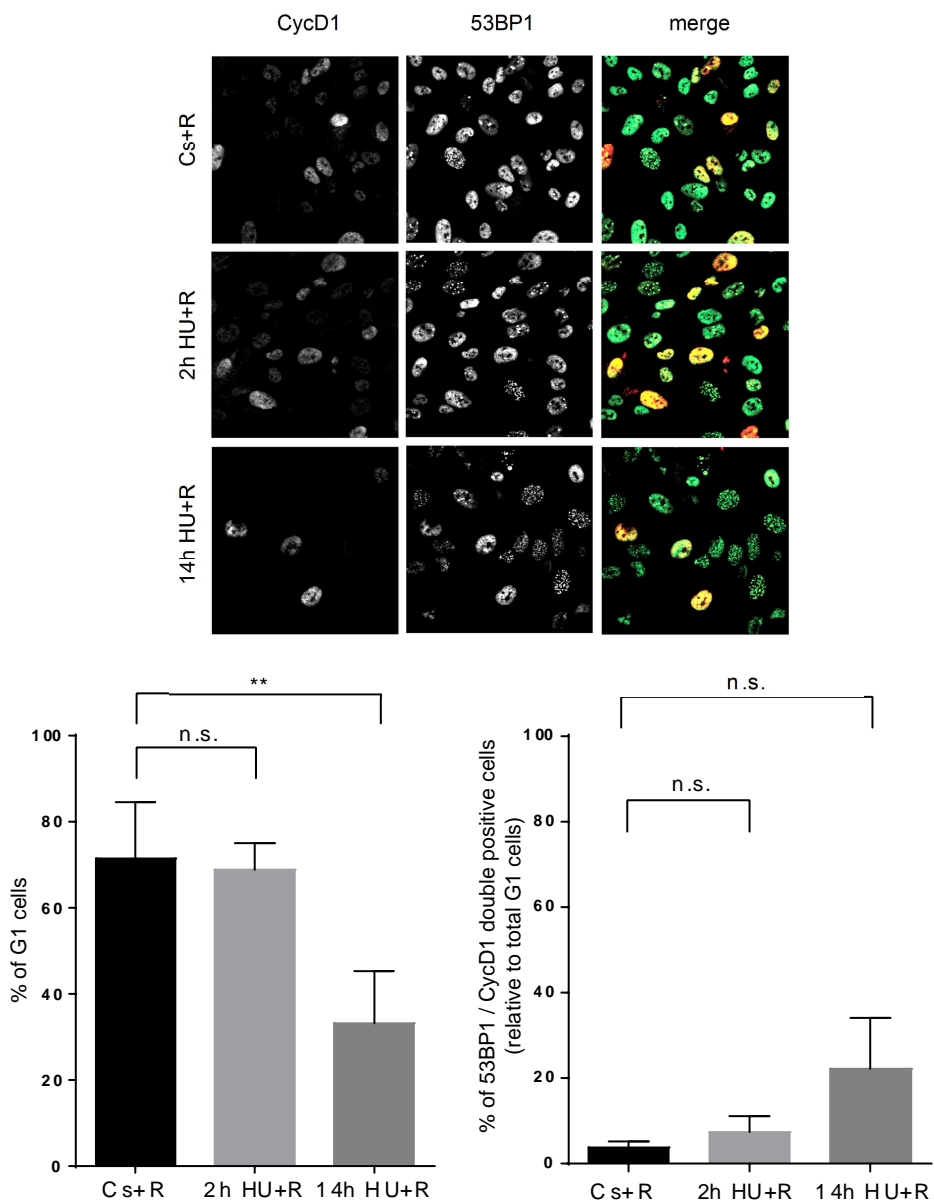 CycD1 53BP1 merge
Cs+R
2h HU+R
14h HU+R
**
n.s.
100
80
60
40
20
0
% of G1 cells
Cs+R 2h HU+R 14h HU+R
n.s.
n.s.
100
80
60
40
20
0
% of 53BP1 / CycD1 double positive cells
(relative to total G1 cells)
Cs+R 2h HU+R 14h HU+R